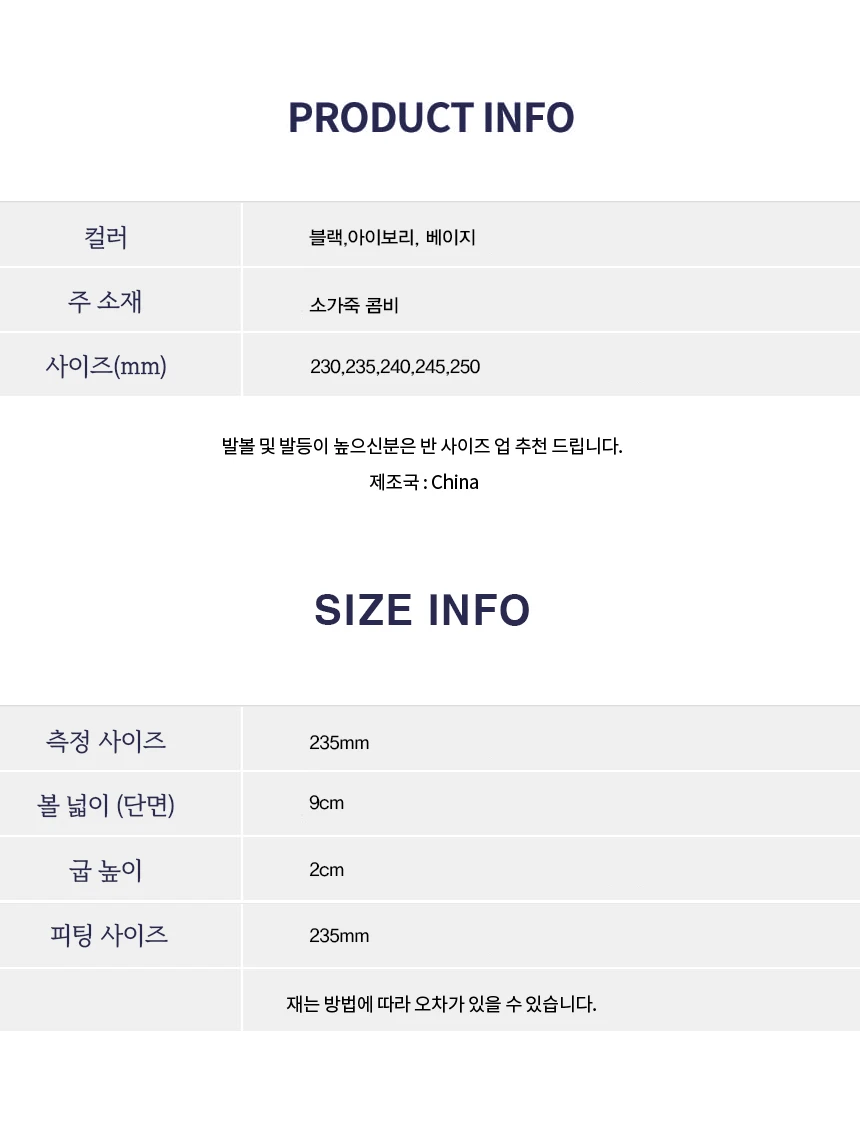 PRODUCT INFO
컬러 블랙,아이보리, 베이지
주 소재 소가죽 콤비
사이즈(mm) 230,235,240,245,250
발볼 및 발등이 높으신분은 반 사이즈 업 추천 드립니다.
제조국 : China
SIZE INFO
측정 사이즈 235mm
볼 넓이 (단면) 9cm
굽 높이 2cm
피팅 사이즈 235mm
재는 방법에 따라 오차가 있을 수 있습니다.